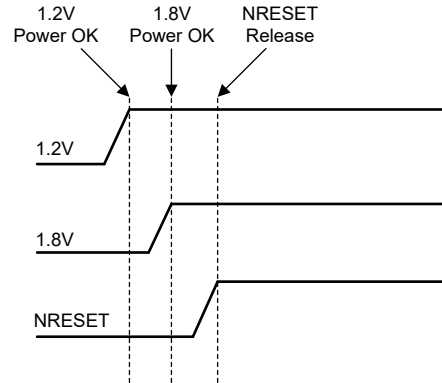 1.2V
Power OK
1.8V
Power OK
NRESET
Release
1.2V
1.8V
NRESET